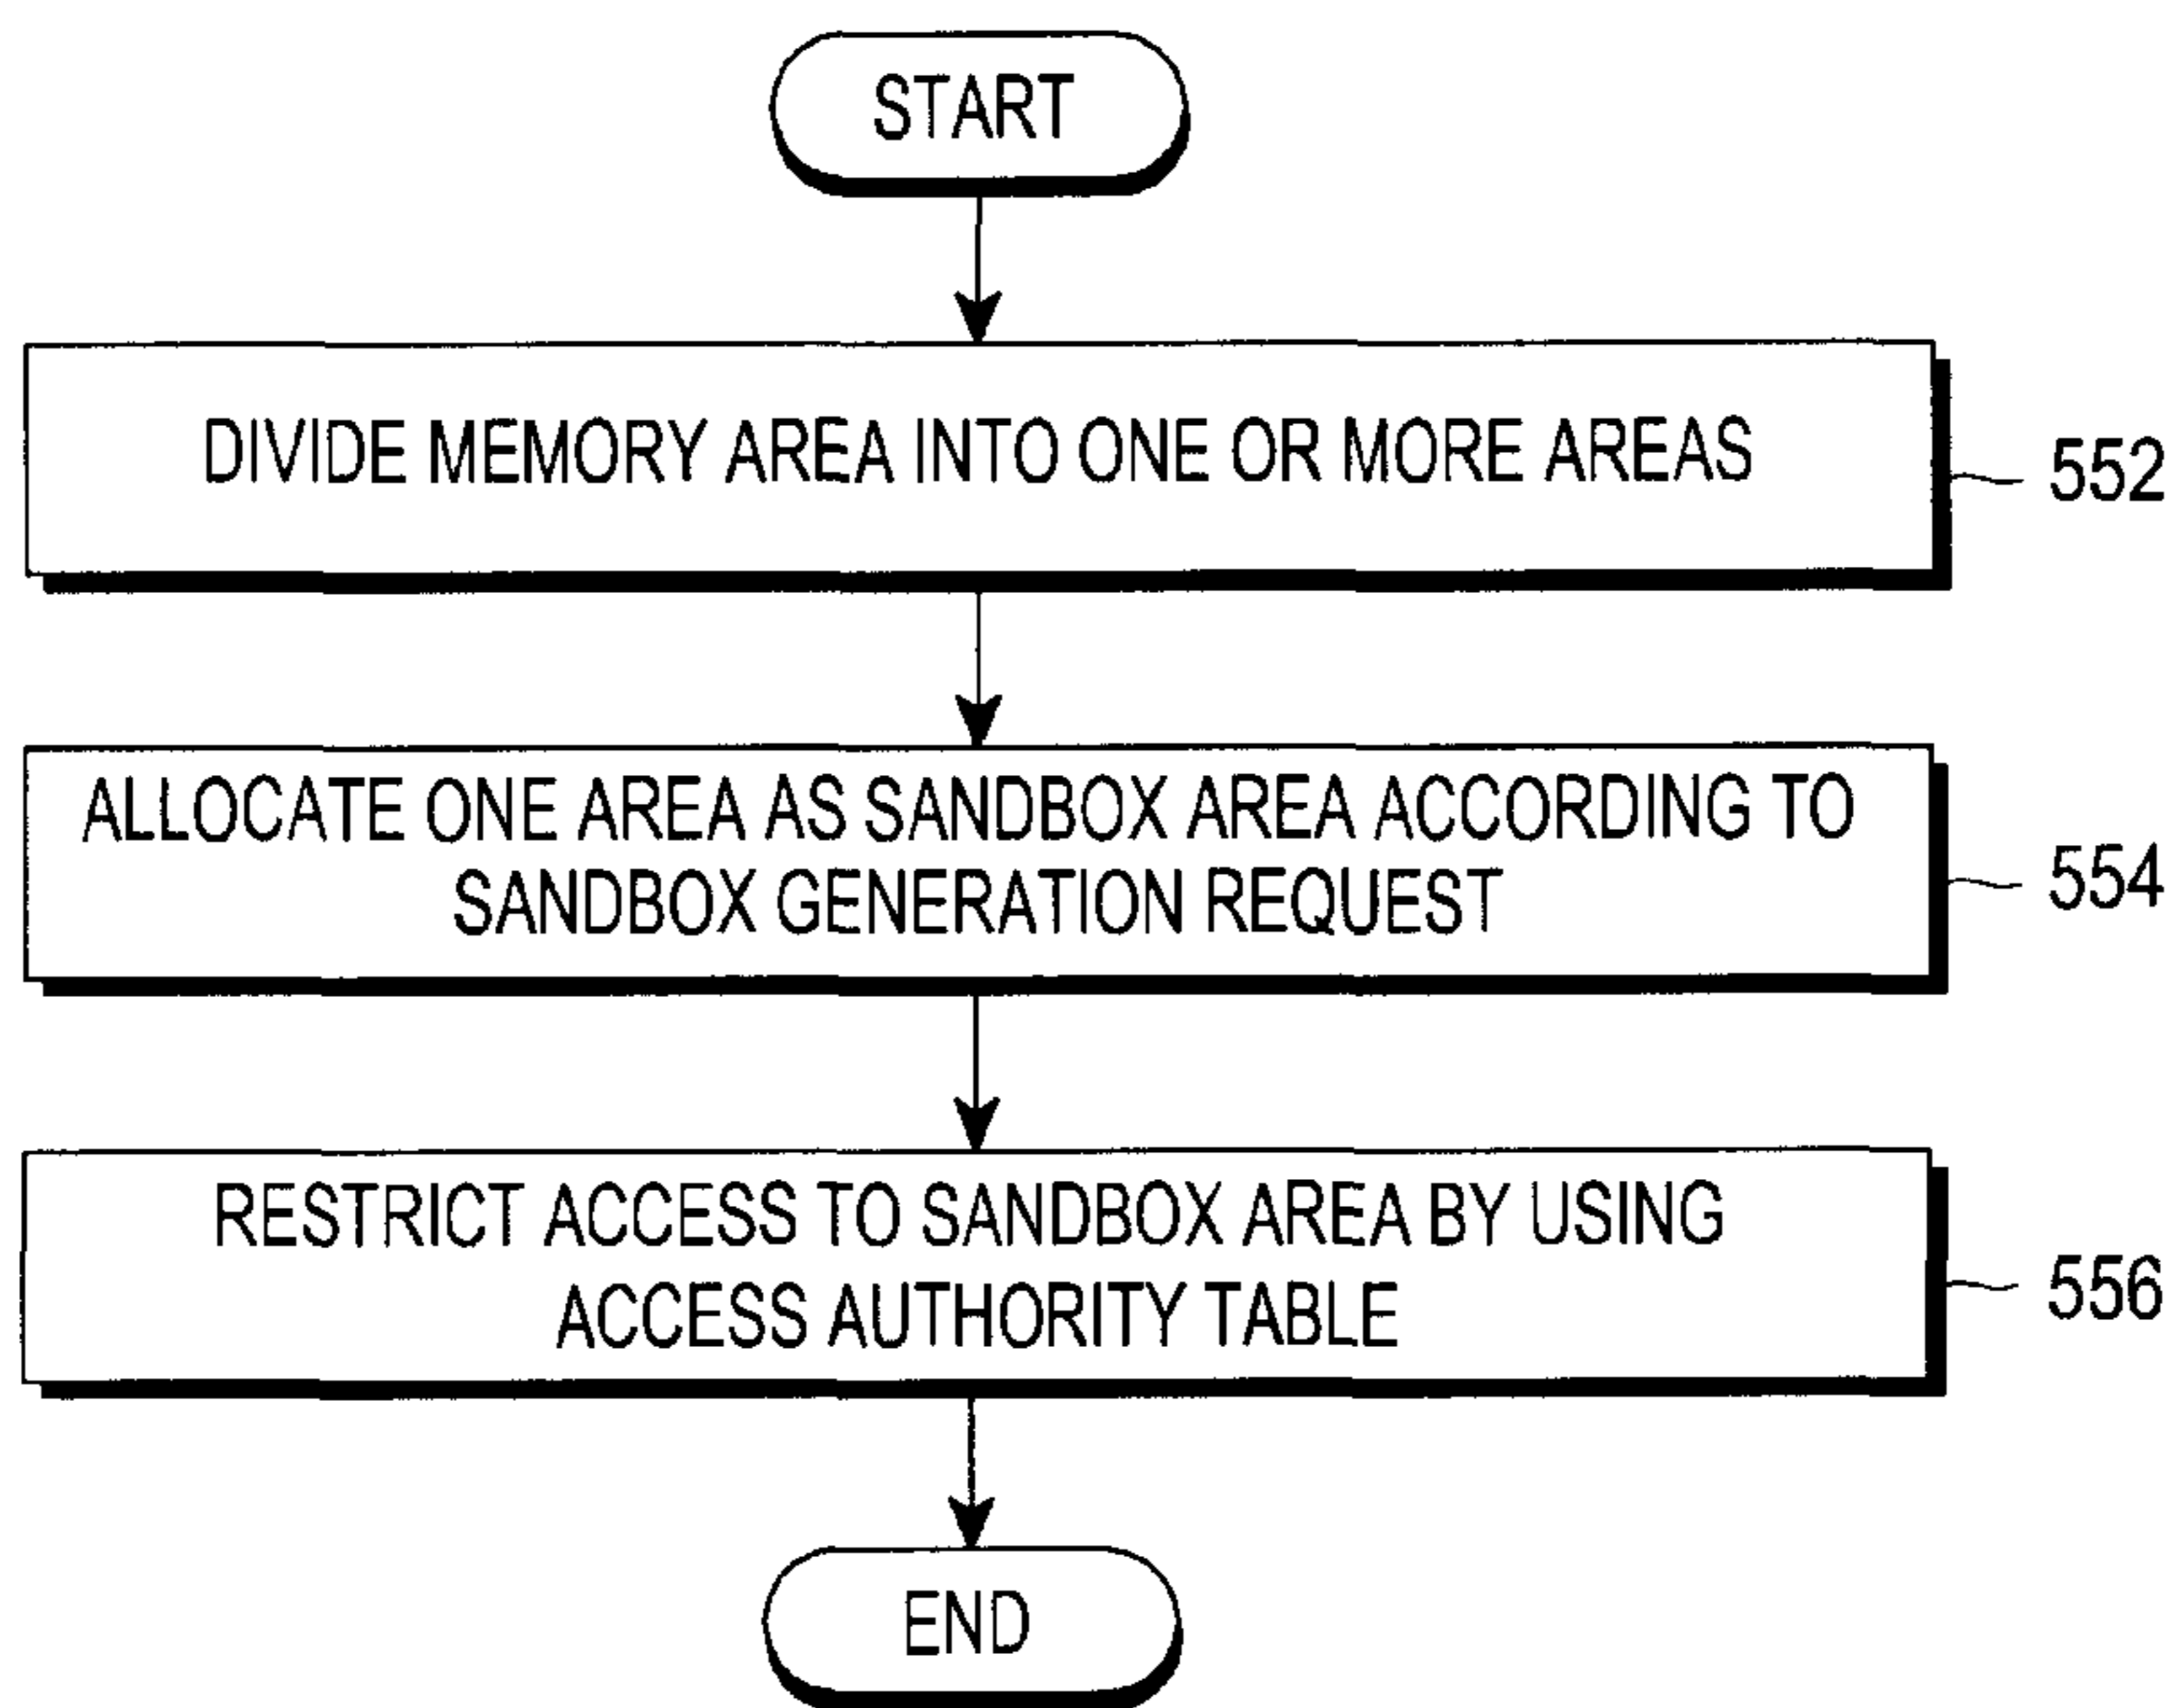 START
DIVIDE MEMORY AREA INTO ONE OR MORE AREAS
552
ALLOCATE ONE AREA AS SANDBOX AREA ACCORDING TO
SANDBOX GENERATION REQUEST
554
RESTRICT ACCESS TO SANDBOX AREA BY USING
ACCESS AUTHORITY TABLE
556
END